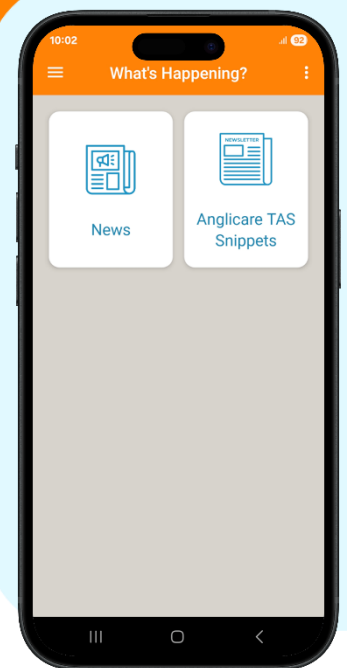 10:02
92
What's Happening?
NEWSLETTER
News
Anglicare TAS
Snippets